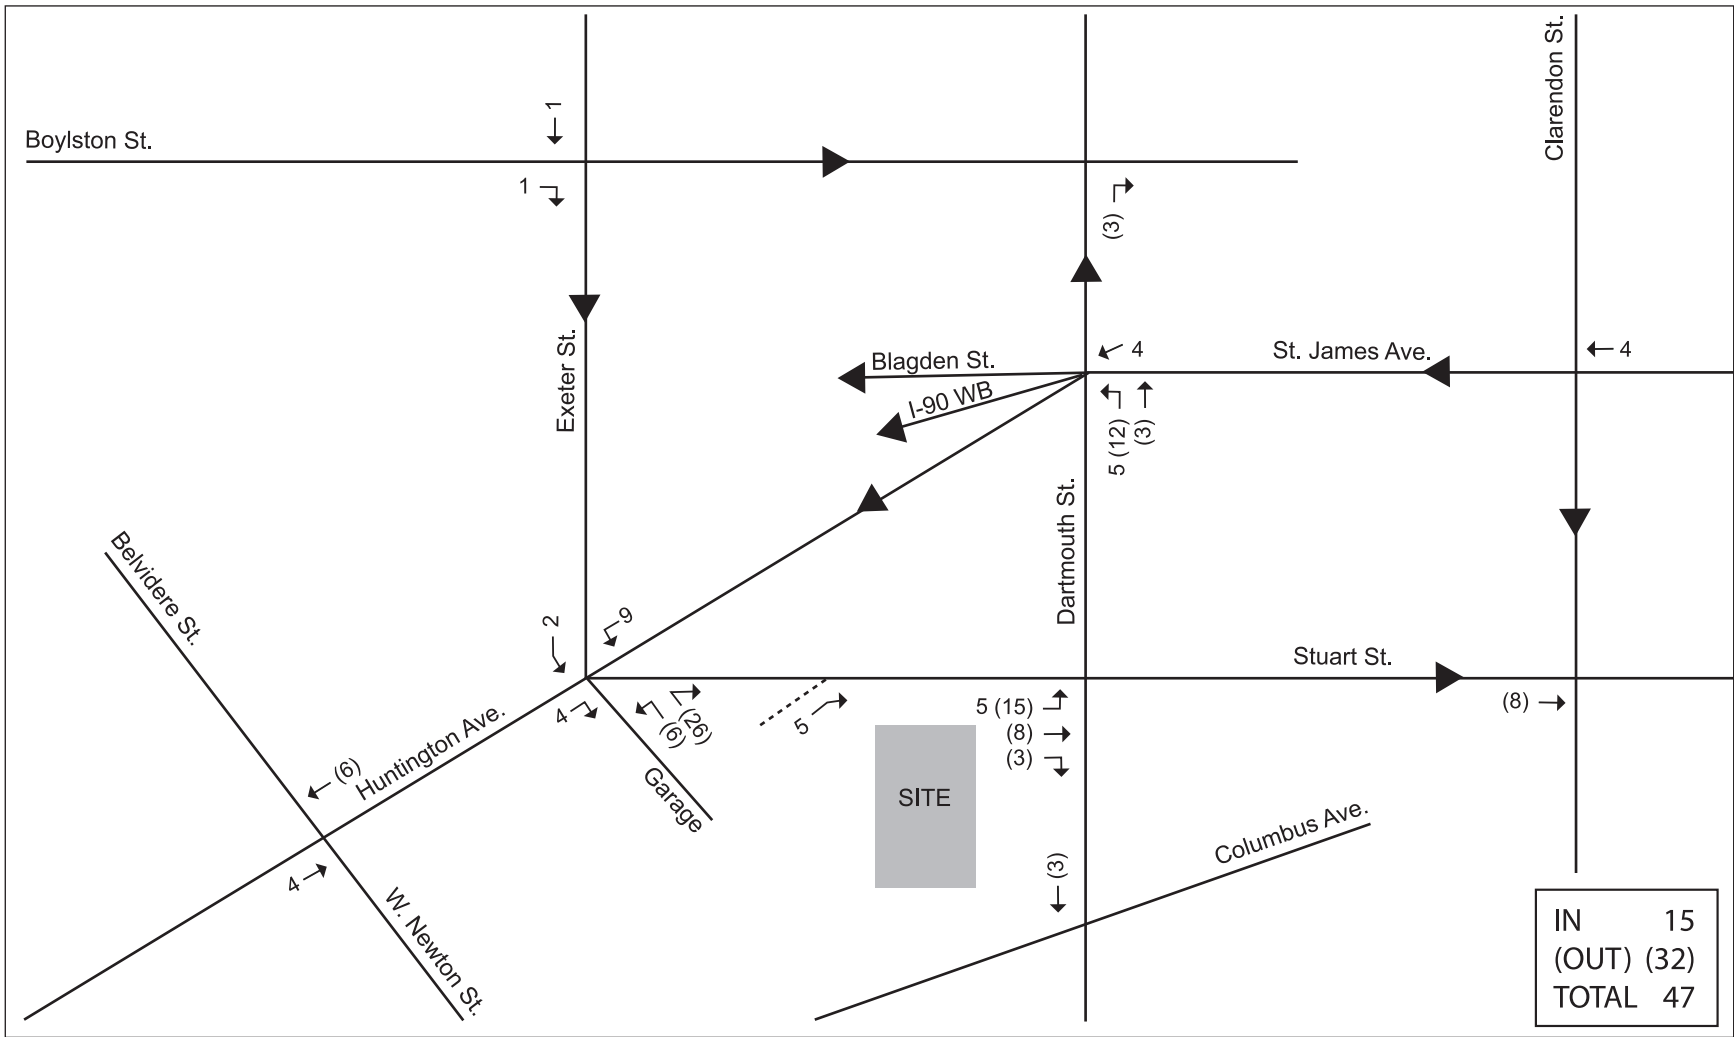 Clarendon St.
1
Boylston St.
1
(3)
Exeter St.
Blagden St.
4
St. James Ave.
4
I-90 WB
5 (12)
(3)
Dartmouth St.
Belvidere St.
2
9
Stuart St.
Huntington Ave.
4
(26)
(6)
5
5 (15)
(8)
(3)
(8)
(6)
Garage
SITE
Columbus Ave.
4
(3)
W. Newton St.
IN 15
(OUT) (32)
TOTAL 47